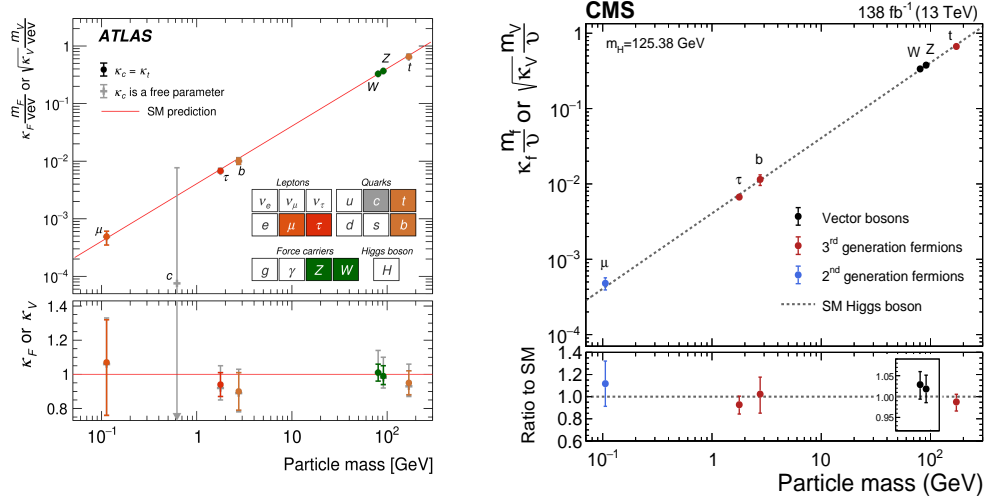 ATLAS
κ_F m_F/vev or √κ_V m_V/vev
1
10⁻¹
10⁻²
10⁻³
10⁻⁴
κ_c = κ_t
κ_c is a free parameter
SM prediction
μ
c
τ
b
W
Z
t
Leptons Quarks
ν_e ν_μ ν_τ u c t
e μ τ d s b
Force carriers Higgs boson
g γ Z W H
κ_F or κ_V
1.4
1.2
1
0.8
10⁻¹ 1 10 10²
Particle mass [GeV]
CMS 138 fb⁻¹ (13 TeV)
m_H=125.38 GeV
κ_f m_f/υ or √κ_V m_V/υ
1
10⁻¹
10⁻²
10⁻³
10⁻⁴
μ
τ
b
W
Z
t
Vector bosons
3rd generation fermions
2nd generation fermions
SM Higgs boson
Ratio to SM
1.4
1.2
1.0
0.8
0.6
0.4
1.05
1.00
0.95
10⁻¹ 1 10 10²
Particle mass (GeV)